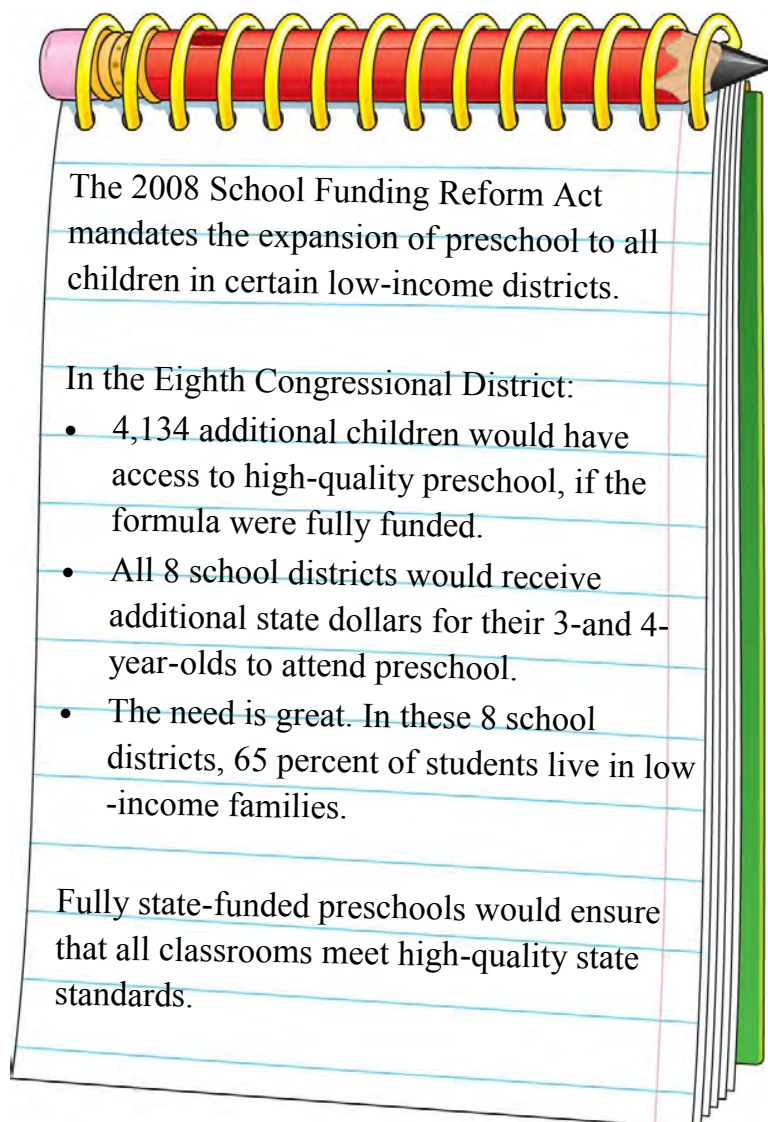 The 2008 School Funding Reform Act
mandates the expansion of preschool to all
children in certain low-income districts.
In the Eighth Congressional District:
• 4,134 additional children would have
access to high-quality preschool, if the
formula were fully funded.
• All 8 school districts would receive
additional state dollars for their 3-and 4-
year-olds to attend preschool.
• The need is great. In these 8 school
districts, 65 percent of students live in low
-income families.
Fully state-funded preschools would ensure
that all classrooms meet high-quality state
standards.